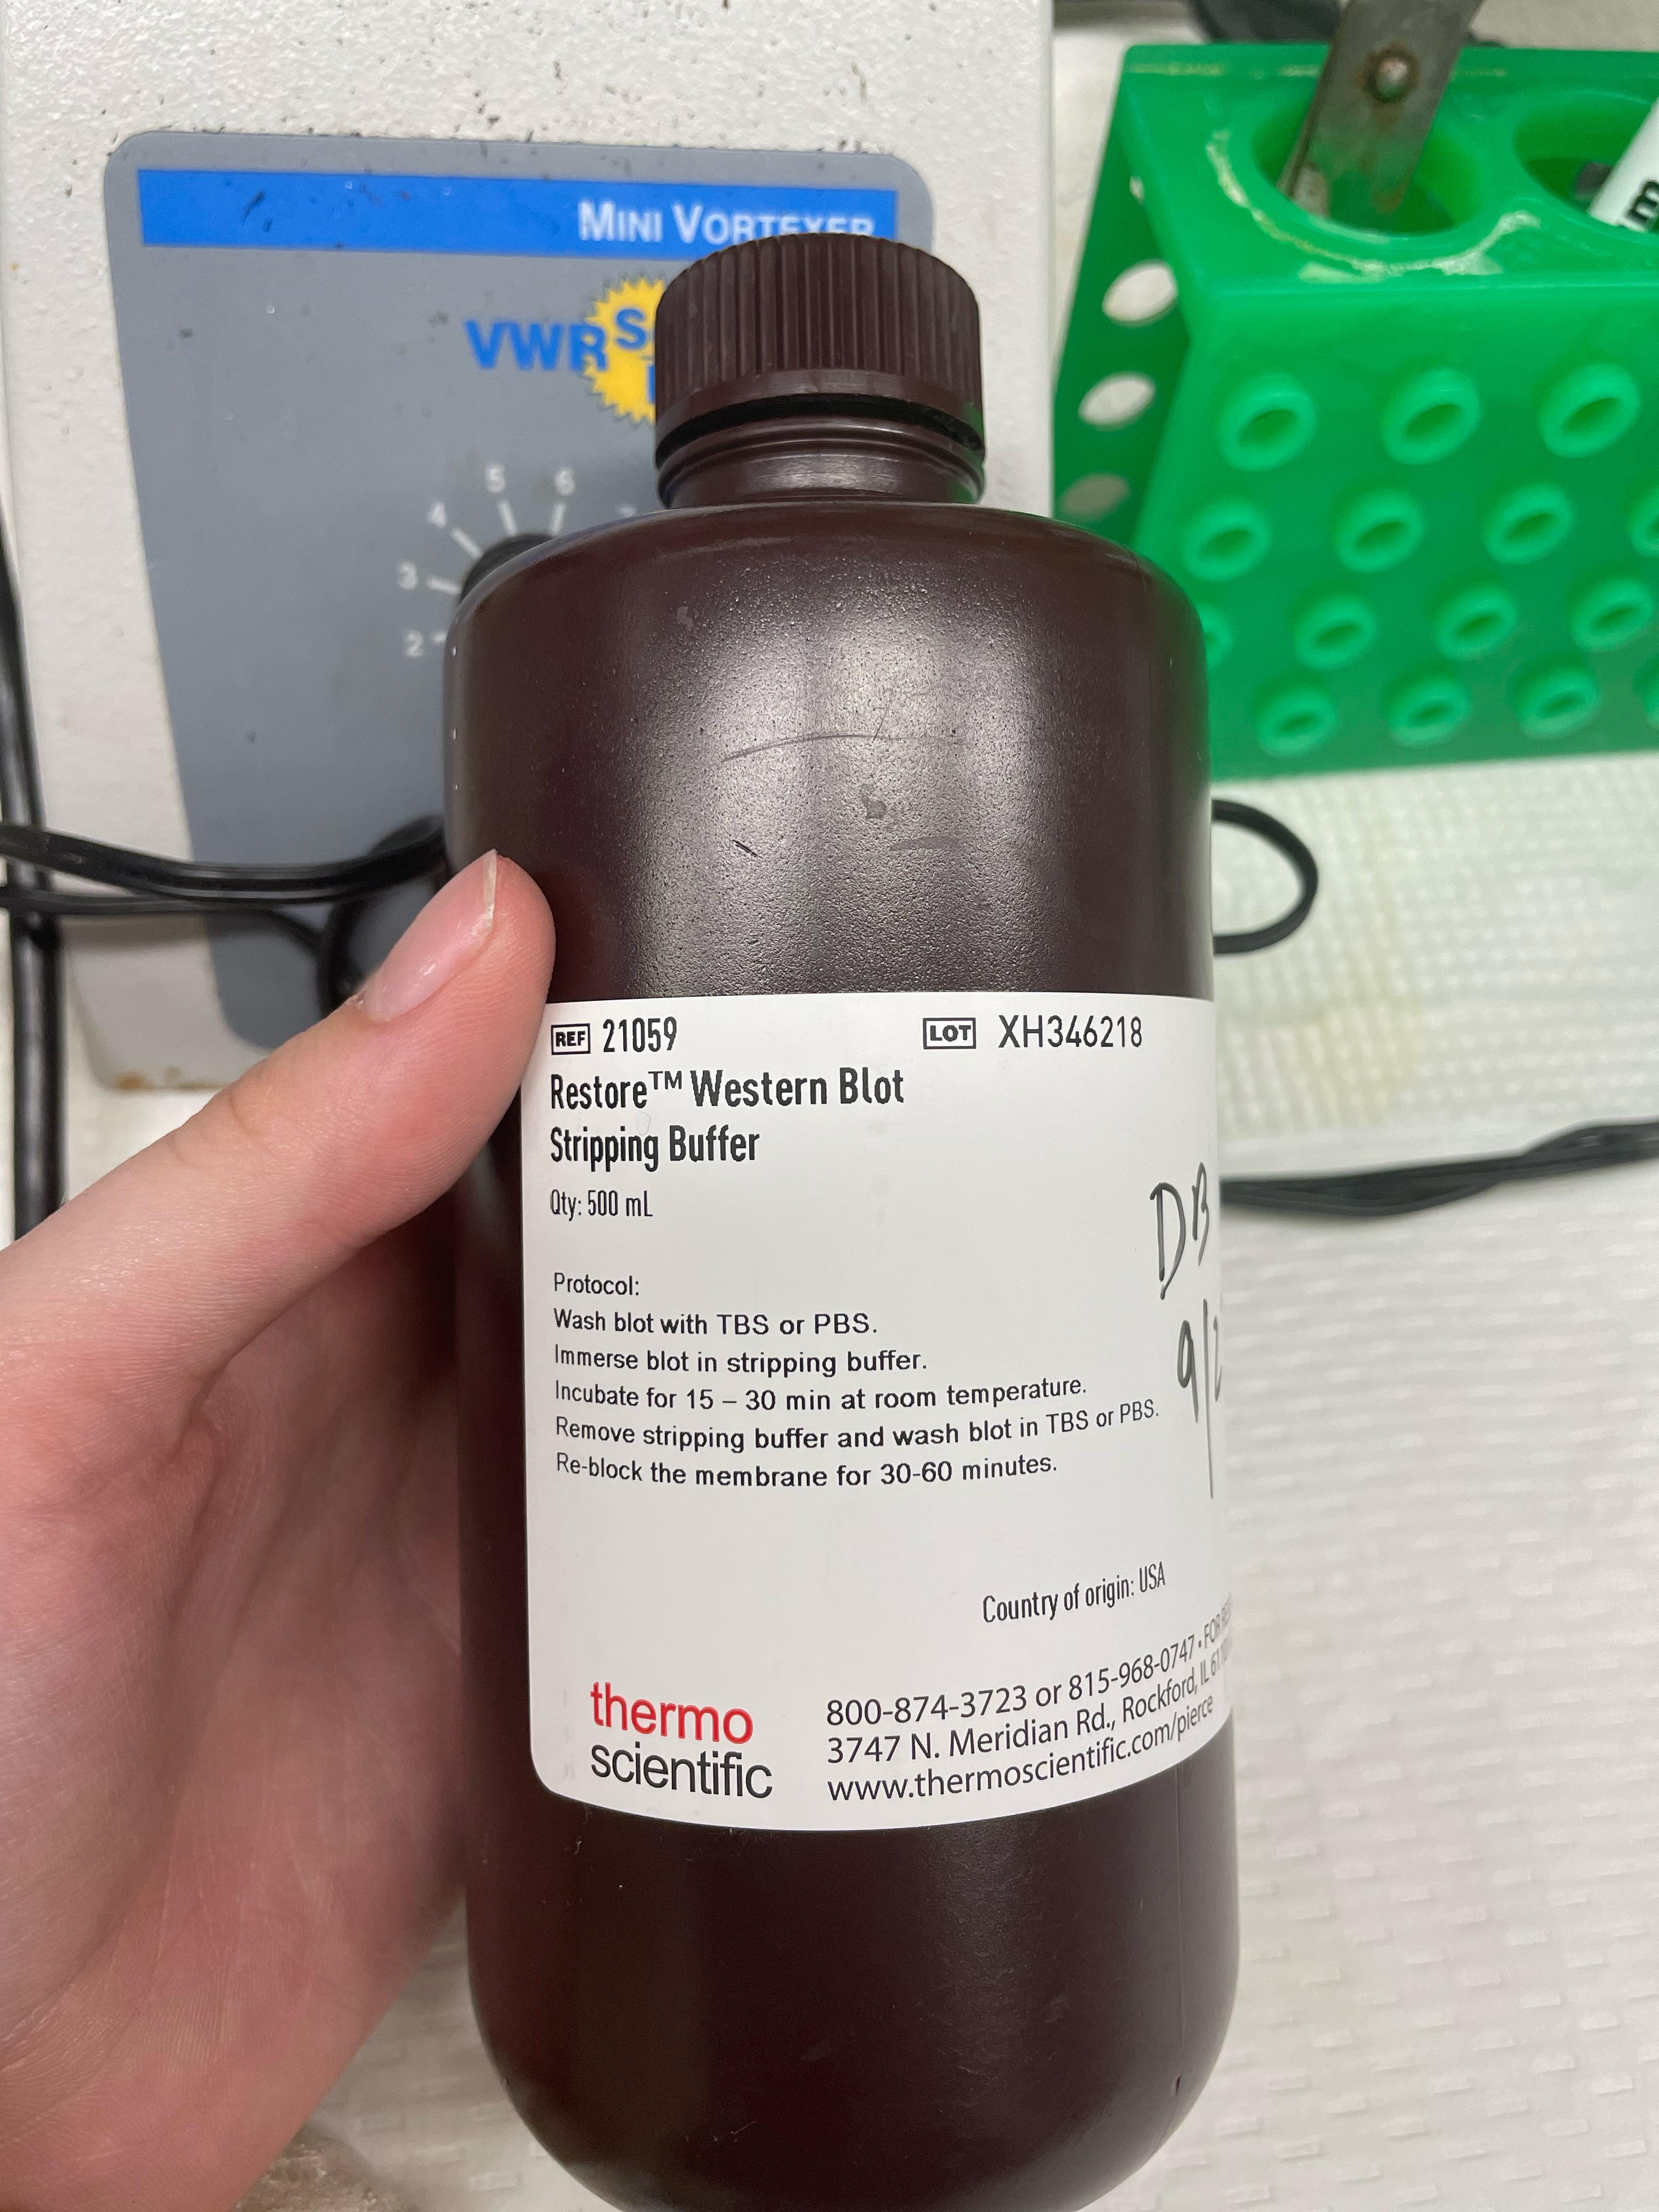 MINI VORTEXER
VWR
5 6
4
3
2
REF 21059 LOT XH346218
Restore™ Western Blot
Stripping Buffer
Qty: 500 mL
DB
Protocol:
Wash blot with TBS or PBS.
Immerse blot in stripping buffer.
Incubate for 15 – 30 min at room temperature.
Remove stripping buffer and wash blot in TBS or PBS.
Re-block the membrane for 30-60 minutes.
Country of origin: USA
thermo
scientific
800-874-3723 or 815-968-0747 • FOR
3747 N. Meridian Rd., Rockford, IL
www.thermoscientific.com/pierce